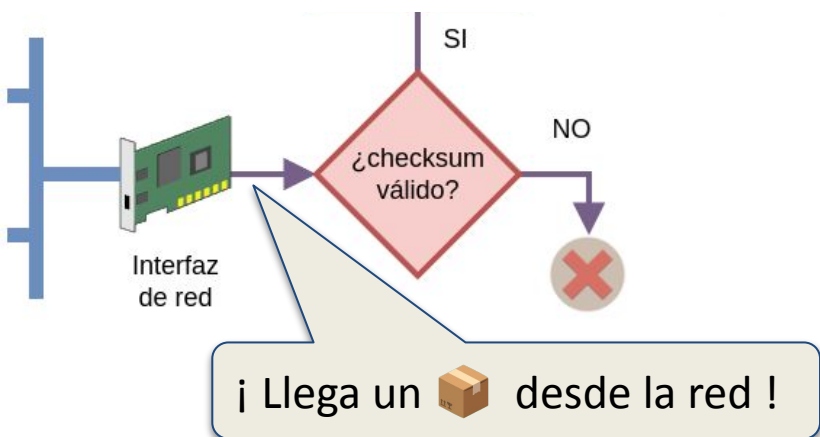 SI
NO
¿checksum
válido?
Interfaz
de red
¡ Llega un 📦 desde la red !